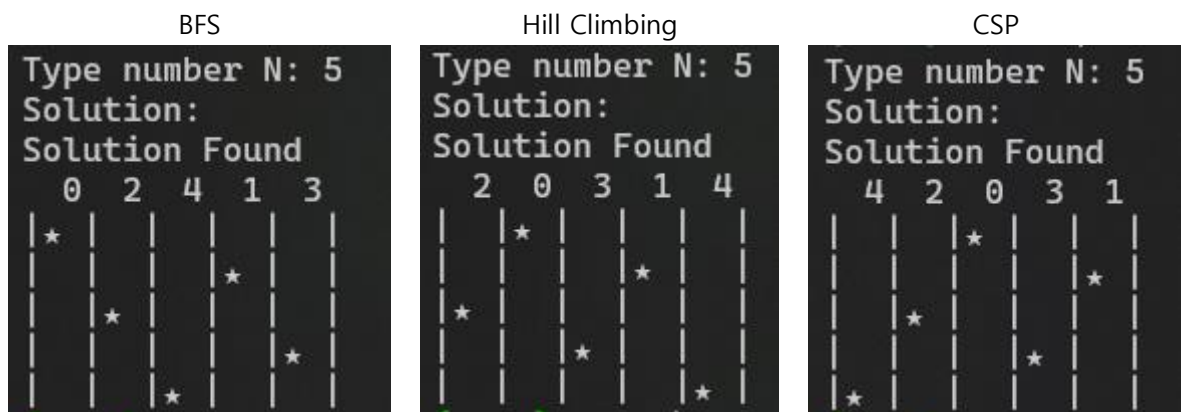 BFS
Type number N: 5
Solution:
Solution Found
0 2 4 1 3
|★| | | | |
| | | |★| |
| |★| | | |
| | | | |★|
| | |★| | |
Hill Climbing
Type number N: 5
Solution:
Solution Found
2 0 3 1 4
| |★| | | |
| | | |★| |
|★| | | | |
| | |★| | |
| | | | |★|
CSP
Type number N: 5
Solution:
Solution Found
4 2 0 3 1
| | |★| | |
| | | | |★|
| |★| | | |
| | | |★| |
|★| | | | |